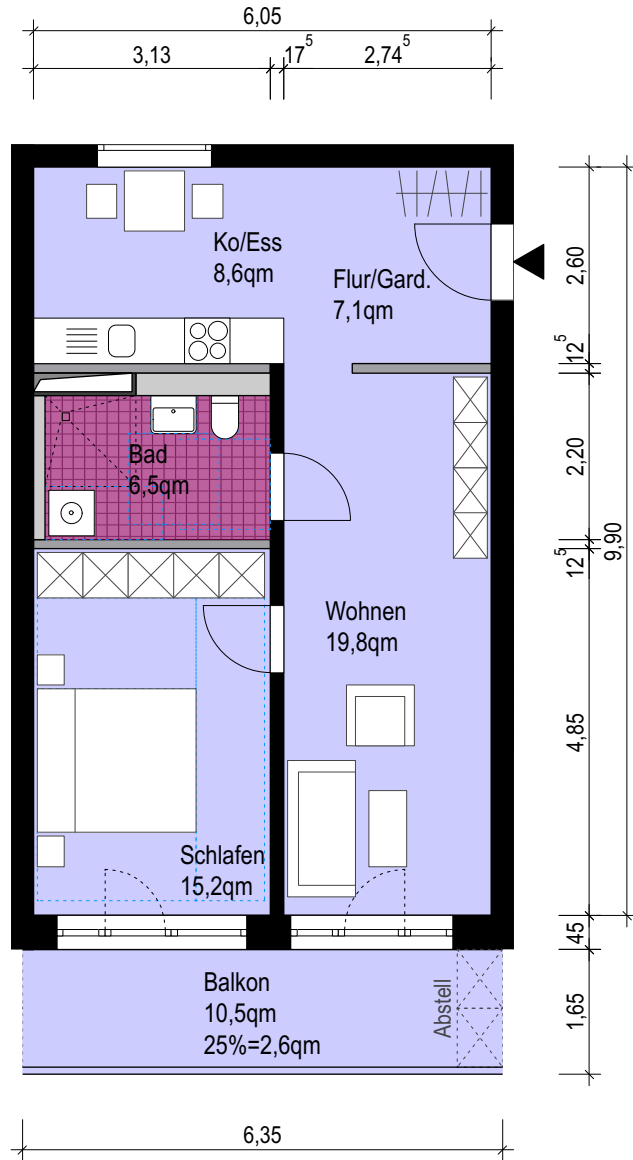 6,05
3,13
17⁵
2,74⁵
Ko/Ess
8,6qm
Flur/Gard.
7,1qm
2,60
12⁵
Bad
6,5qm
2,20
9,90
12⁵
Wohnen
19,8qm
4,85
Schlafen
15,2qm
45
Balkon
10,5qm
25%=2,6qm
Abstell
1,65
6,35